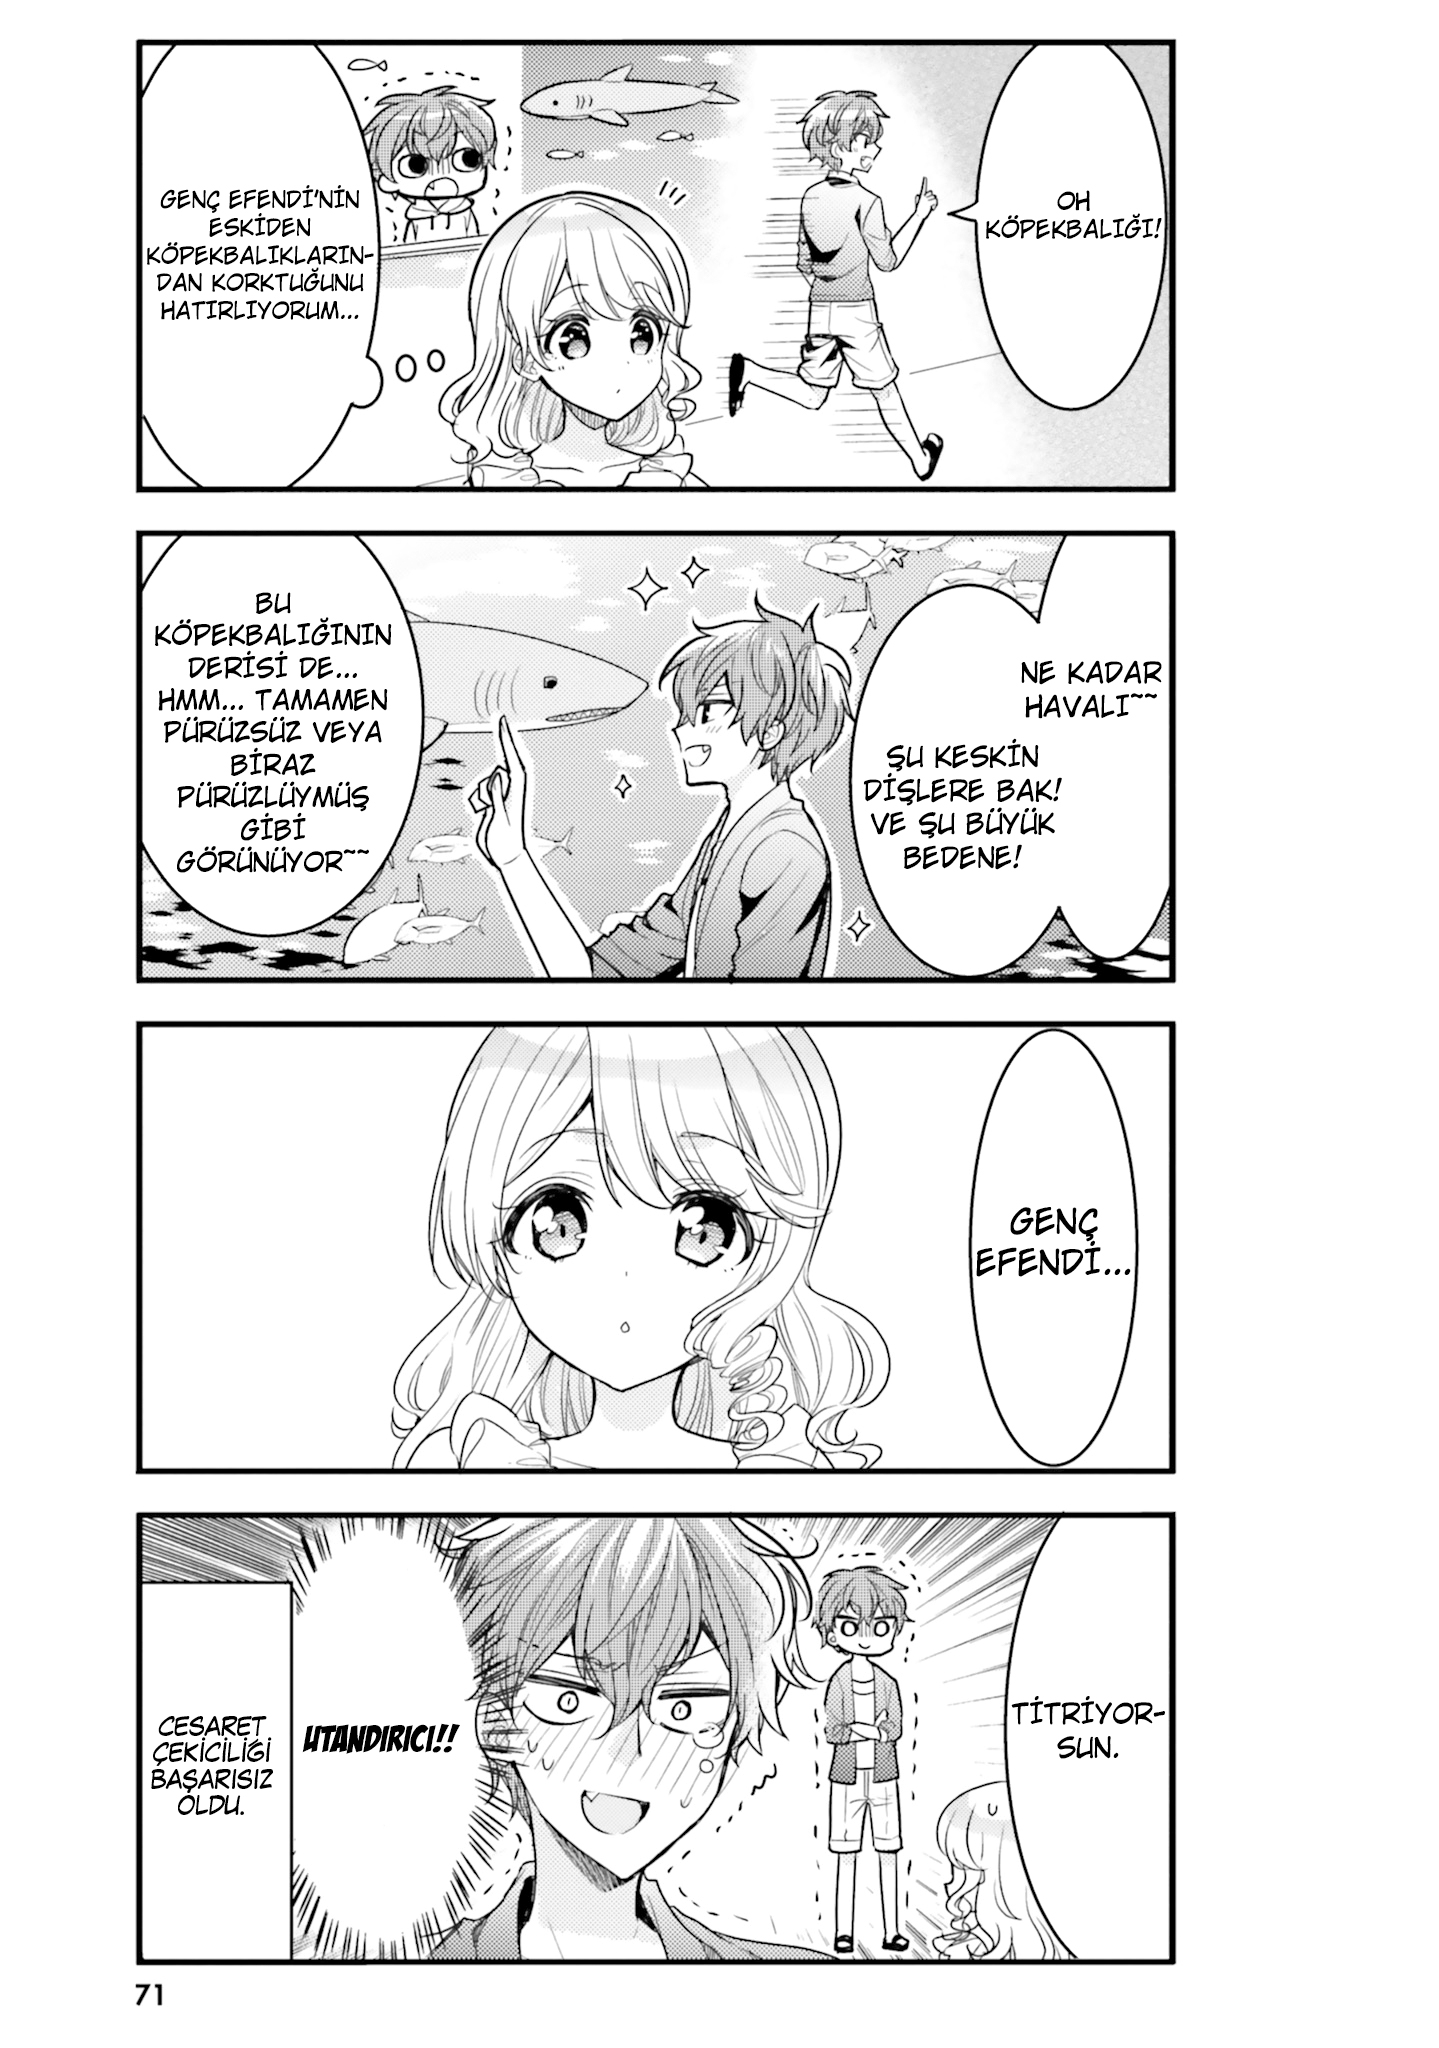 OH
KÖPEKBALIĞI!
GENÇ EFENDİ'NİN
ESKİDEN
KÖPEKBALIKLARIN-
DAN KORKTUĞUNU
HATIRLIYORUM...
NE KADAR
HAVALI~~
ŞU KESKİN
DİŞLERE BAK!
VE ŞU BÜYÜK
BEDENE!
BU
KÖPEKBALIĞININ
DERİSİ DE...
HMM... TAMAMEN
PÜRÜZSÜZ VEYA
BİRAZ
PÜRÜZLÜYMÜŞ
GİBİ
GÖRÜNÜYOR~~
GENÇ
EFENDİ...
TİTRİYOR-
SUN.
UTANDIRICI!!
CESARET
ÇEKİCİLİĞİ
BAŞARISIZ
OLDU.
71